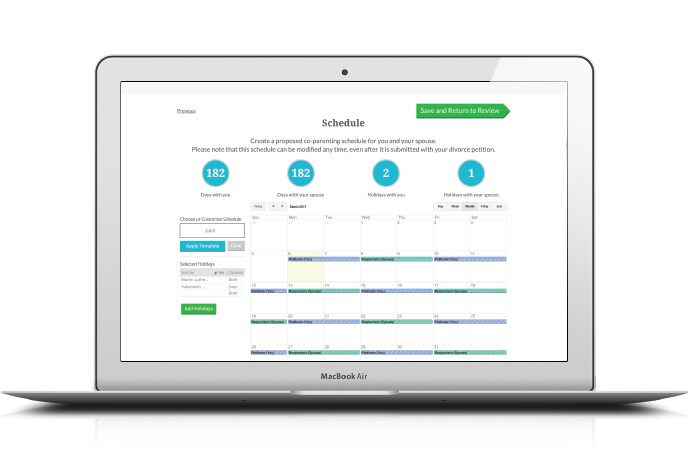 Previous
Save and Return to Review
Schedule
Create a proposed co-parenting schedule for you and your spouse.
Please note that this schedule can be modified any time, even after it is submitted with your divorce petition.
182 182 2 1
Days with you Days with your spouse Holidays with you Holidays with your spouse
Today March 2017 Day Week Month 4 Day List
Choose or Customize Schedule
2-2-3
Apply Template Clear
Selected Holidays
Sort by: Me Spouse
Martin Luthe... Both
Valentines... Even
Both
Add Holidays
Sun Mon Tue Wed Thu Fri Sat
1 2 3 4
5 6 7 8 9 10 11
Petitioner (You) Respondent (Spouse) Petitioner (You)
12 13 14 15 16 17 18
Petitioner (You) Respondent (Spouse) Petitioner (You) Respondent (Spouse)
19 20 21 22 23 24 25
Respondent (Spouse) Petitioner (You) Respondent (Spouse) Petitioner (You)
26 27 28 29 30 31
Petitioner (You) Respondent (Spouse) Petitioner (You) Respondent (Spouse)
MacBook Air